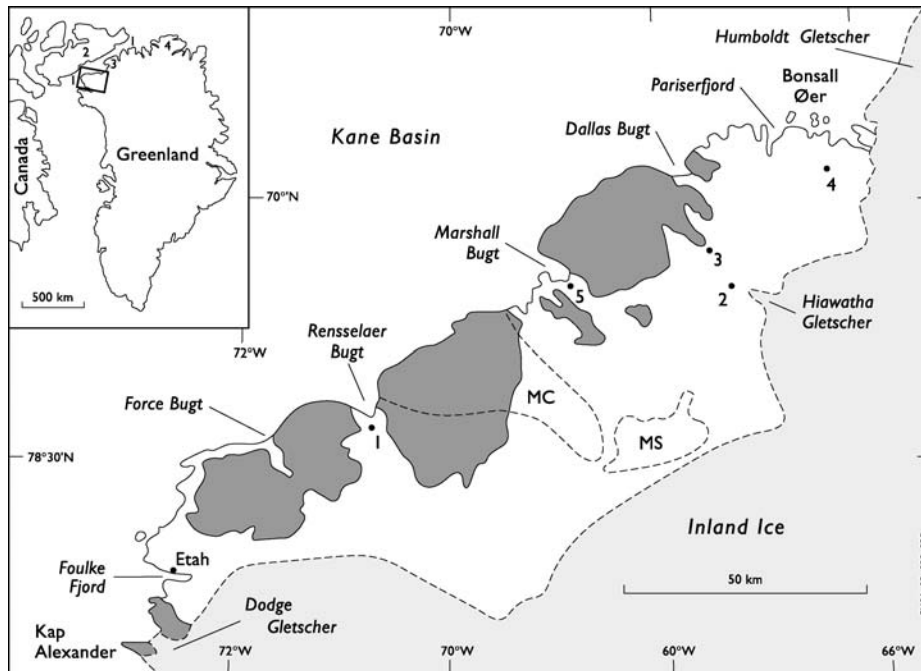 70°W
Humboldt Gletscher
2
4
3
1
Bonsall
Øer
Pariserfjord
Kane Basin
Dallas Bugt
Canada
Greenland
4
70°N
Marshall
Bugt
3
5
2
500 km
Hiawatha
Gletscher
Rensselaer
Bugt
72°W
MC
Force Bugt
1
MS
78°30'N
Inland Ice
Etah
Foulke
Fjord
50 km
Dodge
Gletscher
Kap
Alexander
72°W
70°W
60°W
66°W